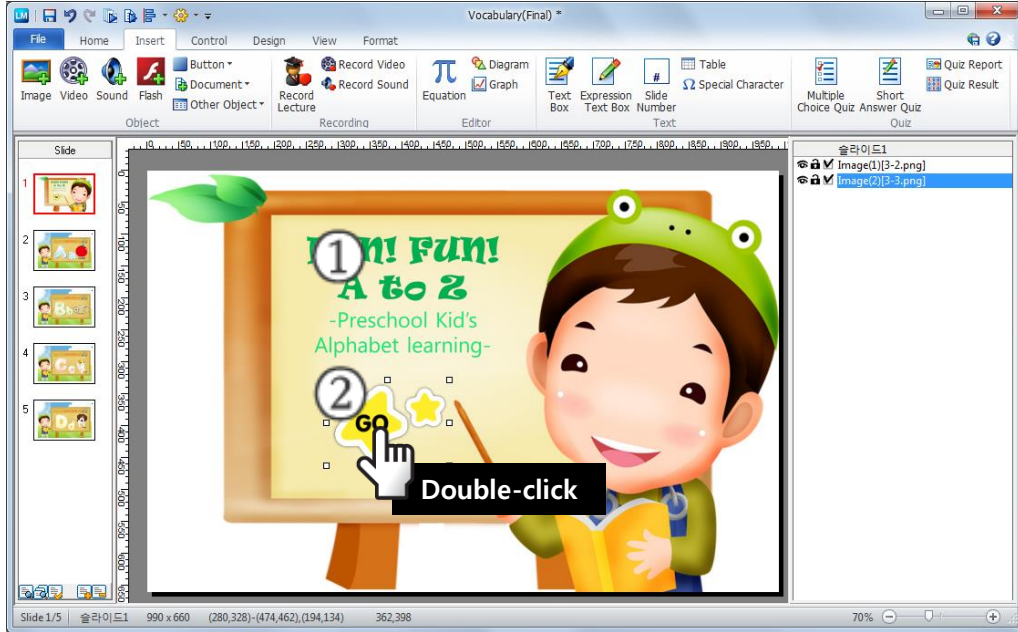 LM
Vocabulary(Final) *
File Home Insert Control Design View Format
Image Video Sound Flash
Button
Document
Other Object
Object
Record Lecture
Record Video
Record Sound
Recording
Equation
Diagram
Graph
Editor
Text Box
Expression Text Box
Slide Number
Table
Ω Special Character
Text
Multiple Choice Quiz
Short Answer Quiz
Quiz Report
Quiz Result
Quiz
Slide
1
2
3
4
5
FUN!
A to Z
-Preschool Kid's
Alphabet learning-
①
②
GO
Double-click
슬라이드1
Image(1)[3-2.png]
Image(2)[3-3.png]
Slide 1/5 슬라이드1 990 x 660 (280,328)-(474,462),(194,134) 362,398 70%